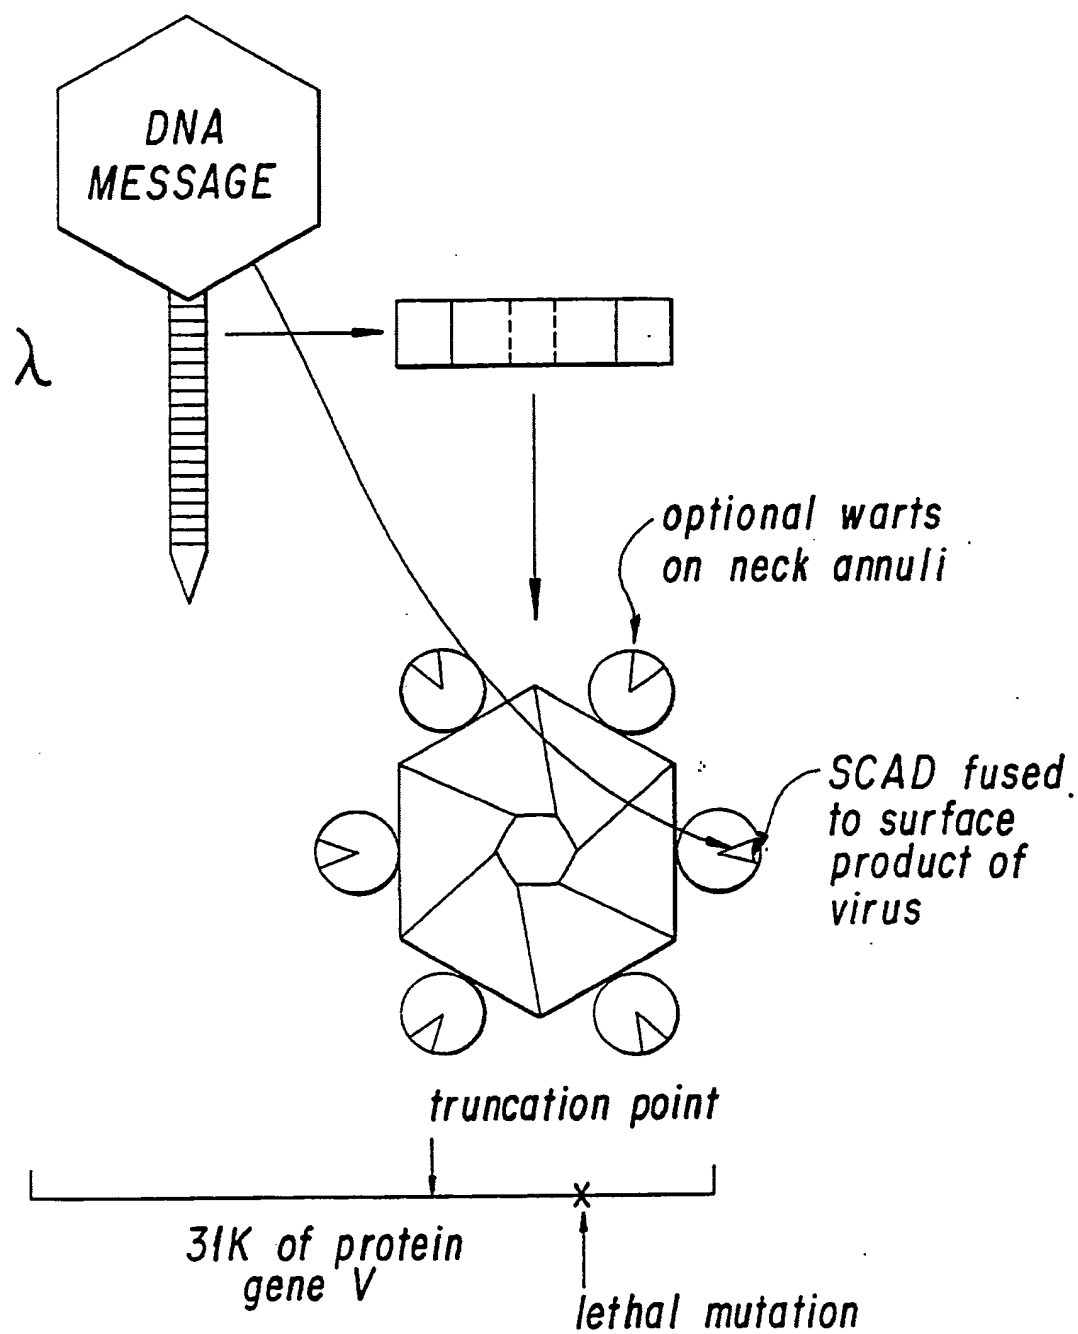 DNA
MESSAGE
λ
optional warts
on neck annuli
SCAD fused
to surface
product of
virus
truncation point
31K of protein
gene V
lethal mutation